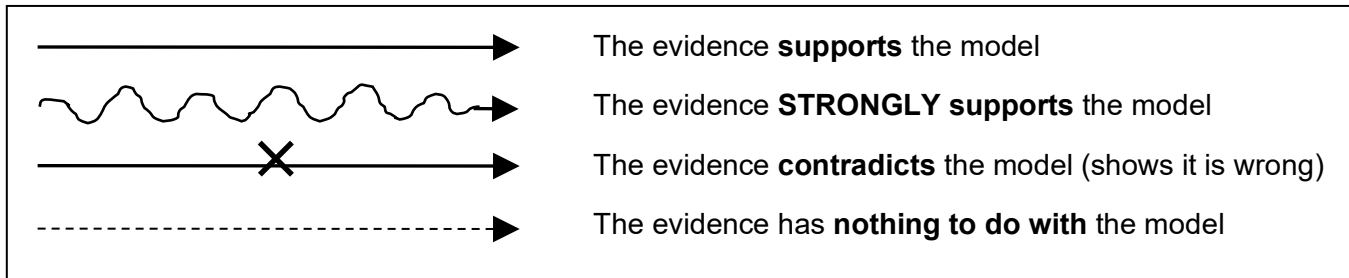 The evidence supports the model
The evidence STRONGLY supports the model
The evidence contradicts the model (shows it is wrong)
The evidence has nothing to do with the model